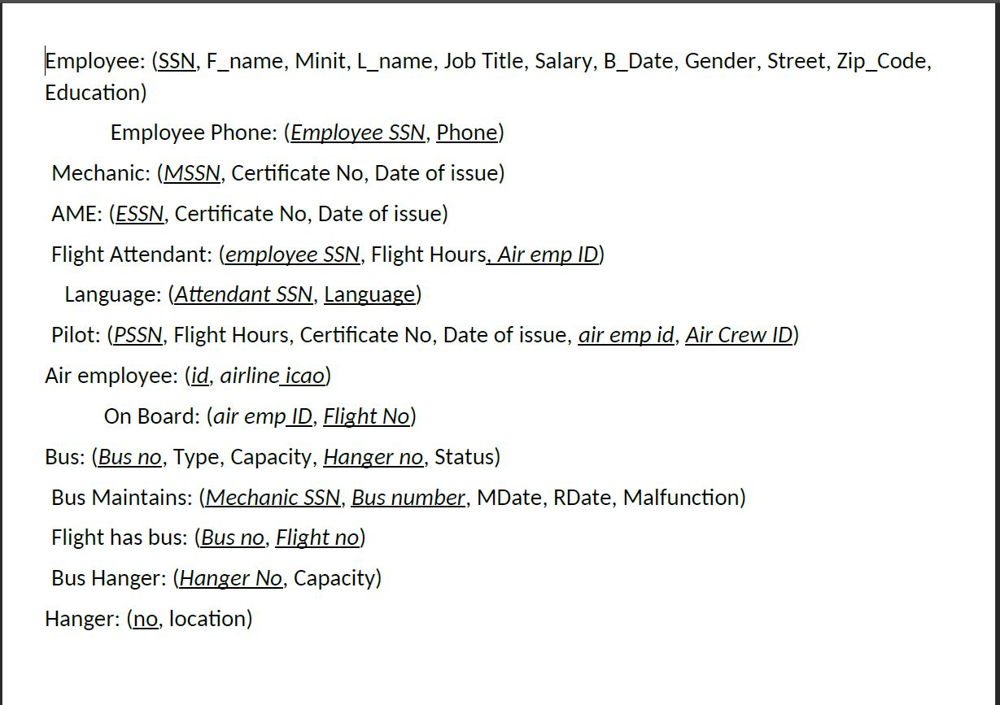 Employee: (SSN, F_name, Minit, L_name, Job Title, Salary, B_Date, Gender, Street, Zip_Code,
Education)
Employee Phone: (Employee SSN, Phone)
Mechanic: (MSSN, Certificate No, Date of issue)
AME: (ESSN, Certificate No, Date of issue)
Flight Attendant: (employee SSN, Flight Hours, Air emp ID)
Language: (Attendant SSN, Language)
Pilot: (PSSN, Flight Hours, Certificate No, Date of issue, air emp id, Air Crew ID)
Air employee: (id, airline icao)
On Board: (air emp ID, Flight No)
Bus: (Bus no, Type, Capacity, Hanger no, Status)
Bus Maintains: (Mechanic SSN, Bus number, MDate, RDate, Malfunction)
Flight has bus: (Bus no, Flight no)
Bus Hanger: (Hanger No, Capacity)
Hanger: (no, location)